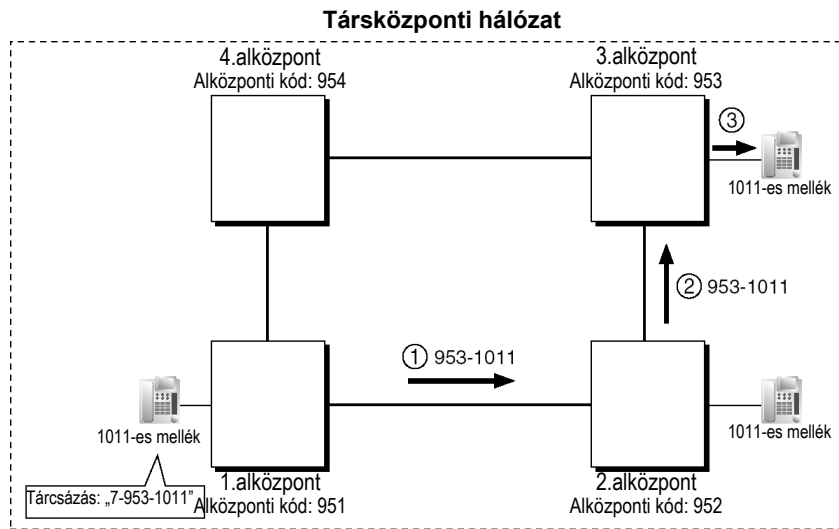 Társközponti hálózat
4.alközpont
Alközponti kód: 954
3.alközpont
Alközponti kód: 953
③
1011-es mellék
② 953-1011
① 953-1011
1011-es mellék
1011-es mellék
Tárcsázás: „7-953-1011”
1.alközpont
Alközponti kód: 951
2.alközpont
Alközponti kód: 952